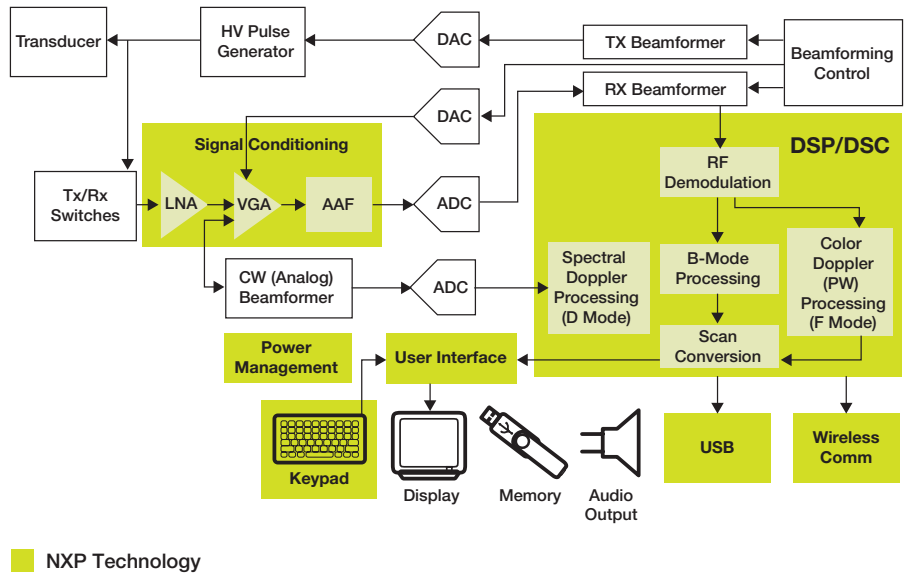 Transducer
HV Pulse
Generator
DAC
TX Beamformer
Beamforming
Control
RX Beamformer
DAC
Signal Conditioning
DSP/DSC
Tx/Rx
Switches
LNA
VGA
AAF
ADC
RF
Demodulation
CW (Analog)
Beamformer
ADC
Spectral
Doppler
Processing
(D Mode)
B-Mode
Processing
Color
Doppler
(PW)
Processing
(F Mode)
Scan
Conversion
Power
Management
User Interface
Keypad
Display
Memory
Audio
Output
USB
Wireless
Comm
NXP Technology